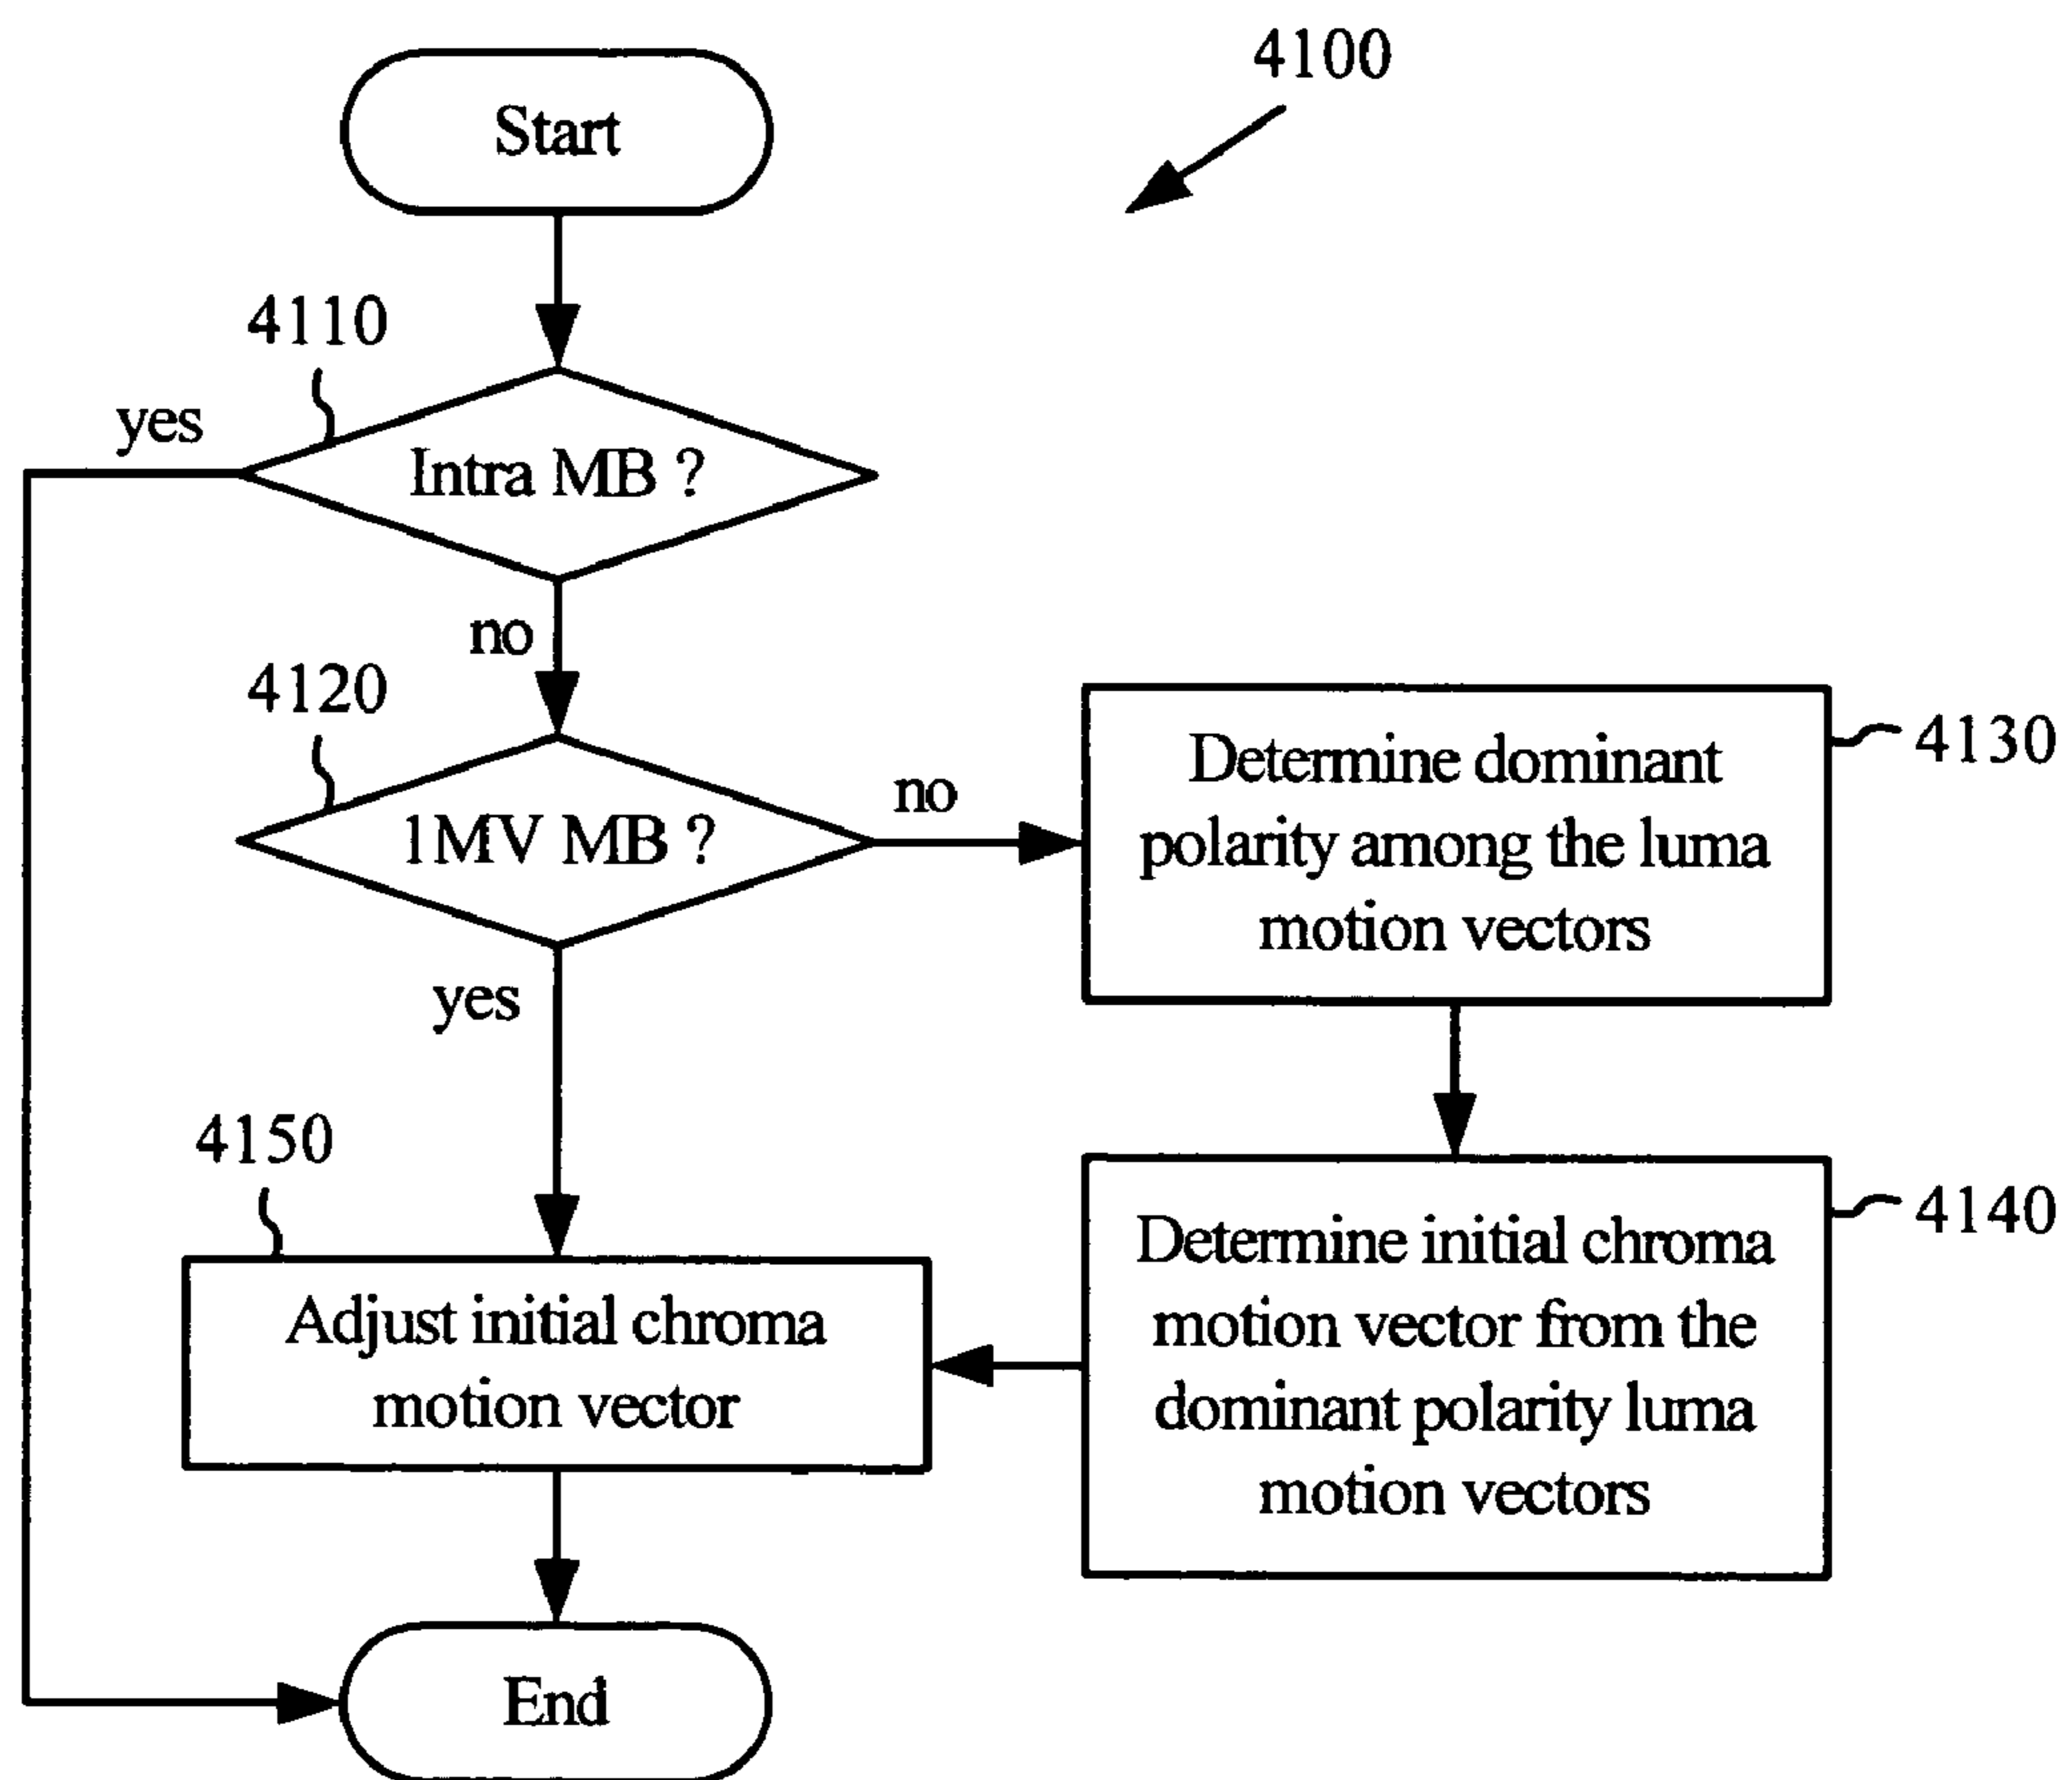 4100
Start
4110
yes
Intra MB ?
no
4120
1MV MB ?
no
yes
Determine dominant
polarity among the luma
motion vectors
4130
Determine initial chroma
motion vector from the
dominant polarity luma
motion vectors
4140
4150
Adjust initial chroma
motion vector
End